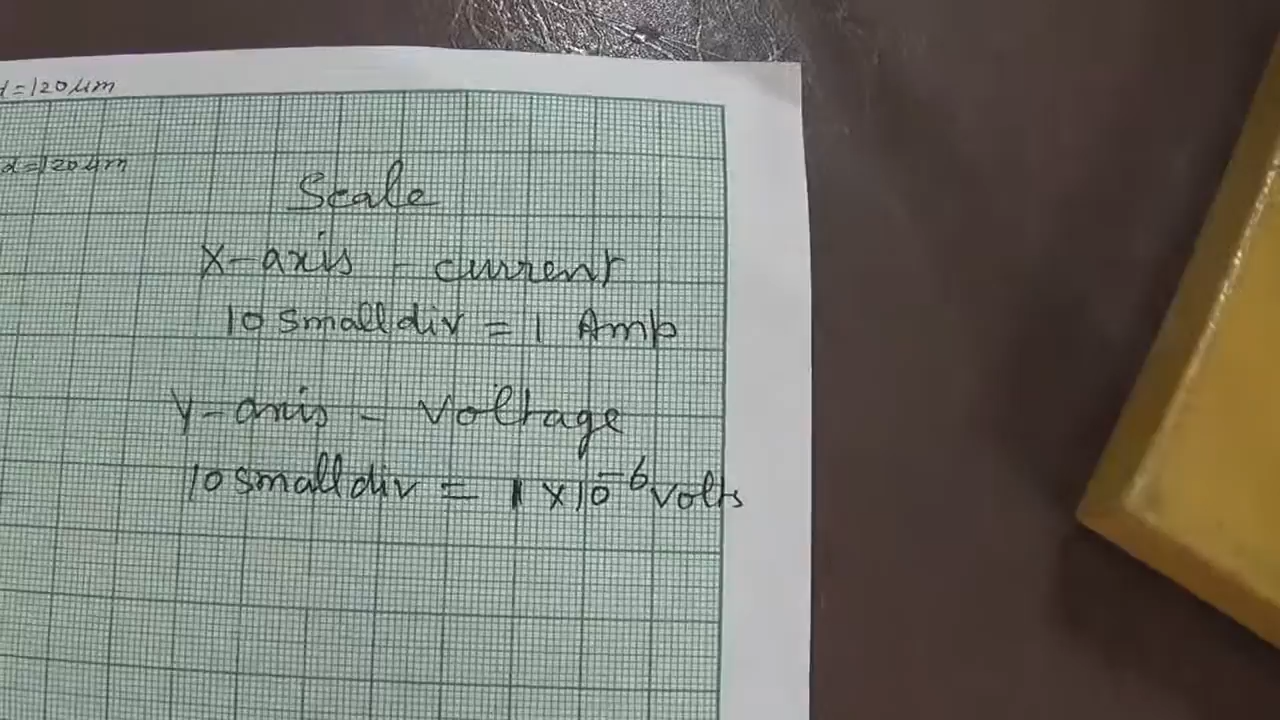 d=120μm
d=120μm
Scale
X-axis - current
10 small div = 1 Amp
Y-axis - Voltage
10 small div = 1 x 10⁻⁶ volts